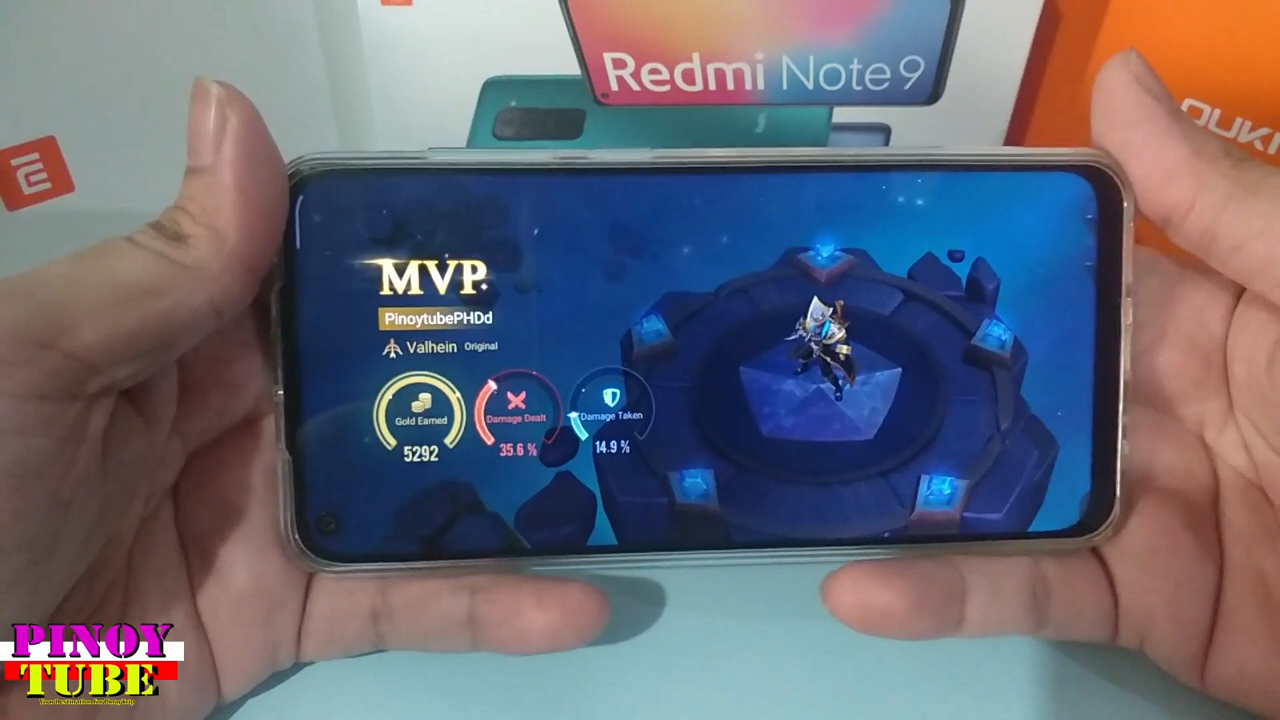 Redmi Note 9
OUKI
MVP
PinoytubePHDd
Valhein Original
Gold Earned
5292
Damage Dealt
35.6 %
Damage Taken
14.9 %
PINOY
TUBE